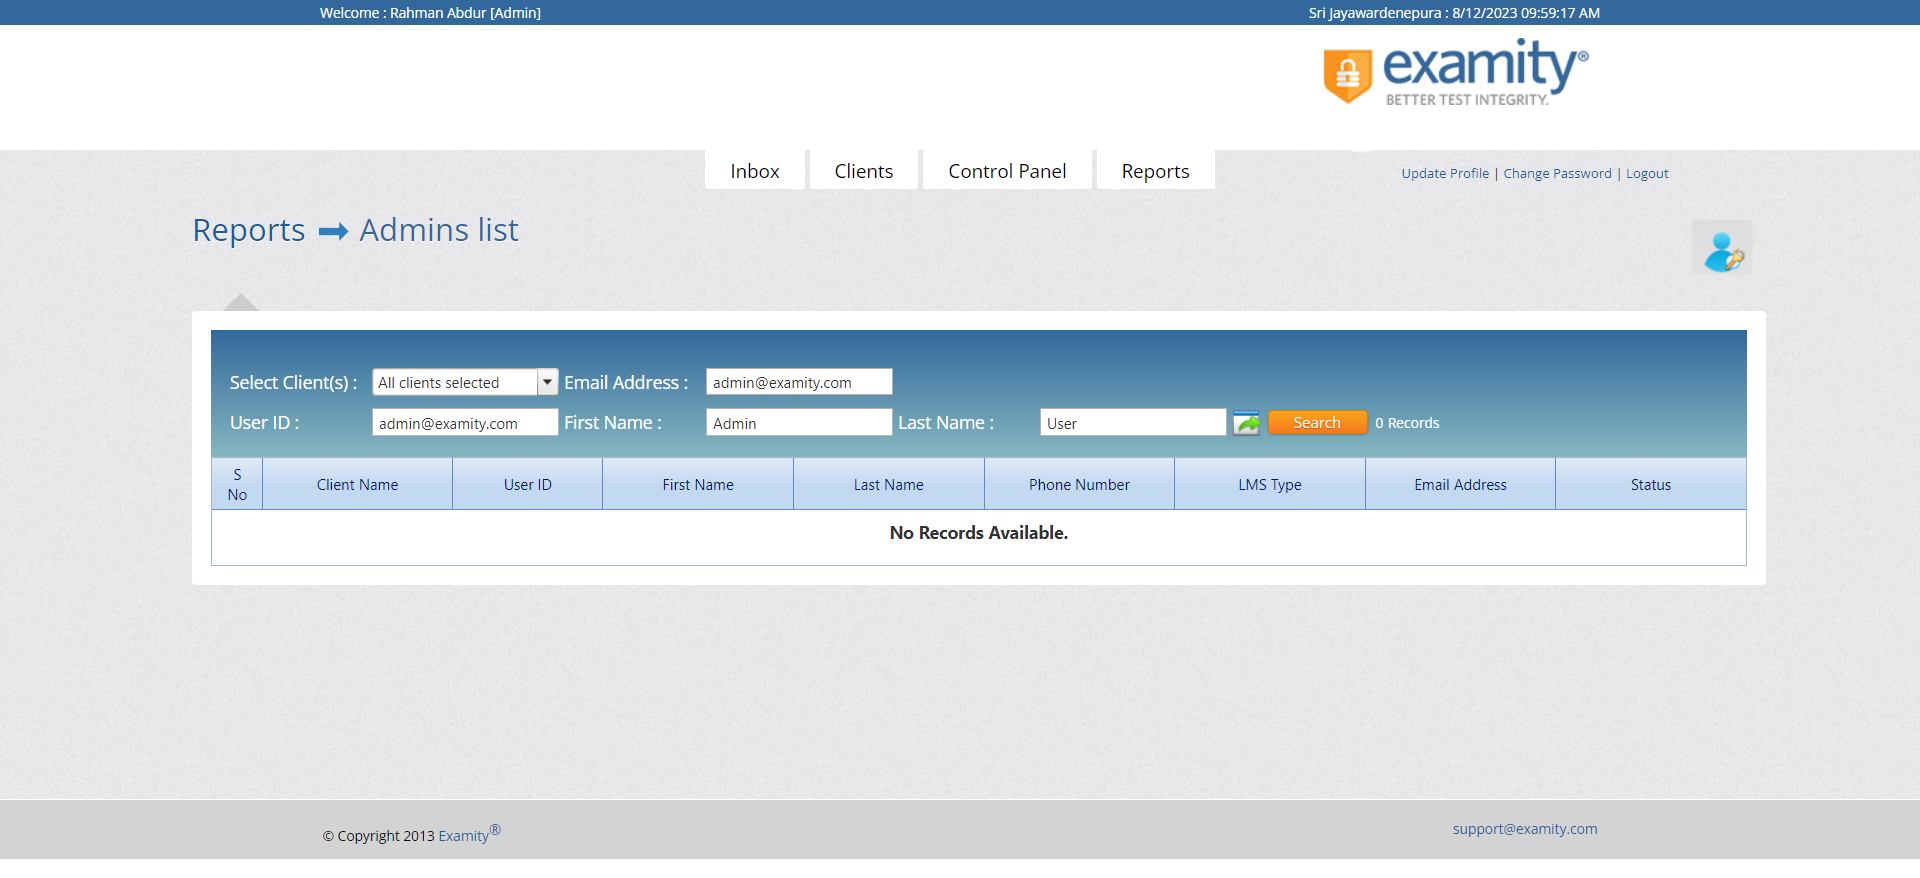 Welcome : Rahman Abdur [Admin]
Sri Jayawardenepura : 8/12/2023 09:59:17 AM
examity®
BETTER TEST INTEGRITY.
Inbox
Clients
Control Panel
Reports
Update Profile | Change Password | Logout
Reports
Admins list
Select Client(s) :
All clients selected
Email Address :
admin@examity.com
User ID :
admin@examity.com
First Name :
Admin
Last Name :
User
Search
0 Records
S
No
Client Name
User ID
First Name
Last Name
Phone Number
LMS Type
Email Address
Status
No Records Available.
© Copyright 2013 Examity®
support@examity.com